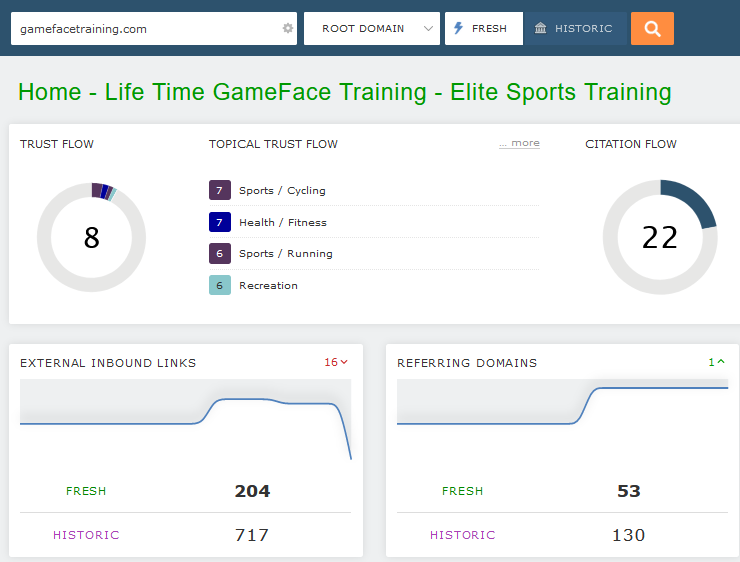 gamefacetraining.com ROOT DOMAIN FRESH HISTORIC
Home - Life Time GameFace Training - Elite Sports Training
TRUST FLOW
8
TOPICAL TRUST FLOW ... more
7 Sports / Cycling
7 Health / Fitness
6 Sports / Running
6 Recreation
CITATION FLOW
22
EXTERNAL INBOUND LINKS 16
FRESH 204
HISTORIC 717
REFERRING DOMAINS 1
FRESH 53
HISTORIC 130